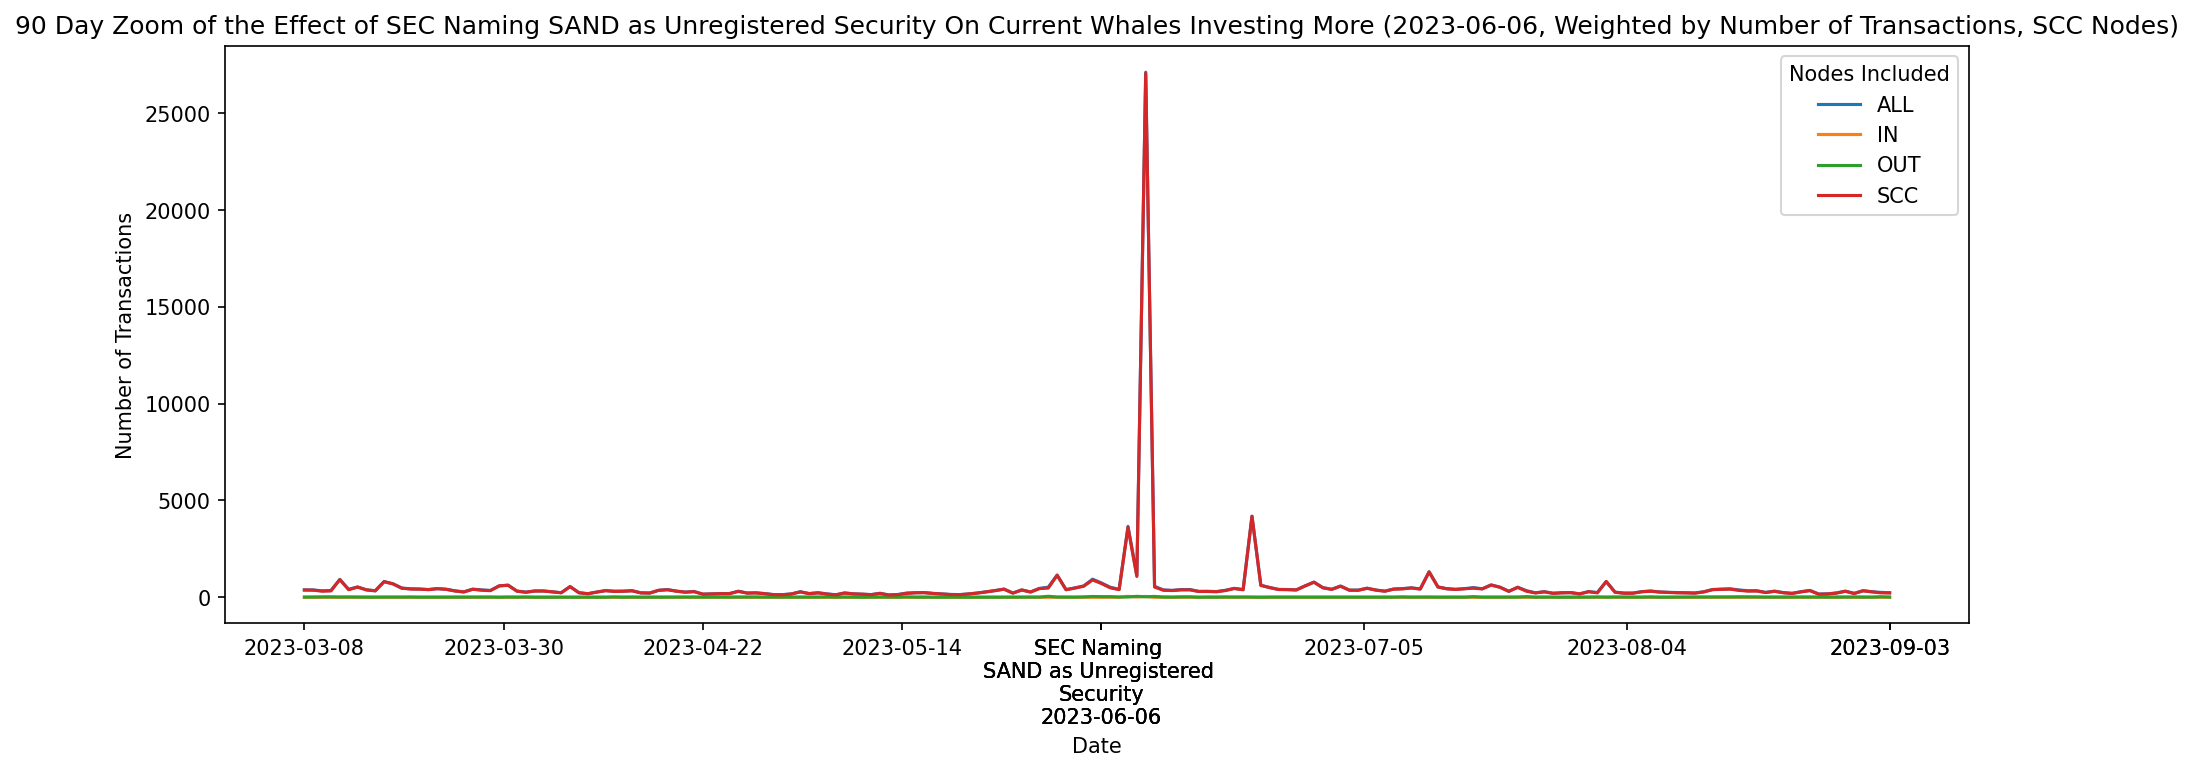 90 Day Zoom of the Effect of SEC Naming SAND as Unregistered Security On Current Whales Investing More (2023-06-06, Weighted by Number of Transactions, SCC Nodes)
Nodes Included
ALL
IN
OUT
SCC
Number of Transactions
25000
20000
15000
10000
5000
0
2023-03-08
2023-03-30
2023-04-22
2023-05-14
SEC Naming
SAND as Unregistered
Security
2023-06-06
2023-07-05
2023-08-04
2023-09-03
Date